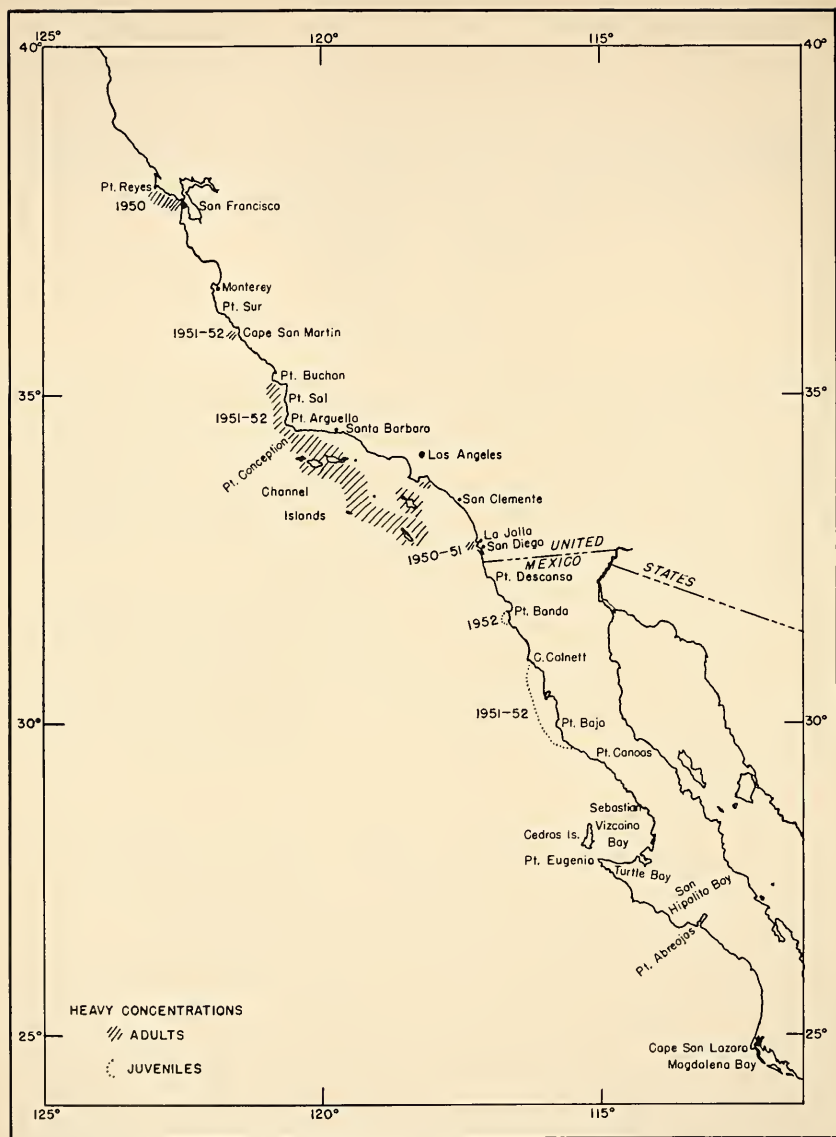 125° 120° 115°
40° 40°
Pt. Reyes
1950 San Francisco
Monterey
Pt. Sur
1951-52 Cape San Martin
Pt. Buchon
35° 35°
Pt. Sal
1951-52 Pt. Arguello
Santa Barbara
Pt. Conception
Los Angeles
Channel
Islands
San Clemente
La Jolla
1950-51 San Diego
UNITED
MEXICO
STATES
Pt. Descanso
1952 Pt. Banda
C. Colnett
30° 30°
1951-52
Pt. Baja
Pt. Canoas
Sebastian
Vizcaino
Bay
Cedros Is.
Pt. Eugenio
Turtle Bay
San
Hipolito Bay
Pt. Abreojos
HEAVY CONCENTRATIONS
ADULTS
JUVENILES
25° 25°
Cape San Lazaro
Magdalena Bay
125° 120° 115°